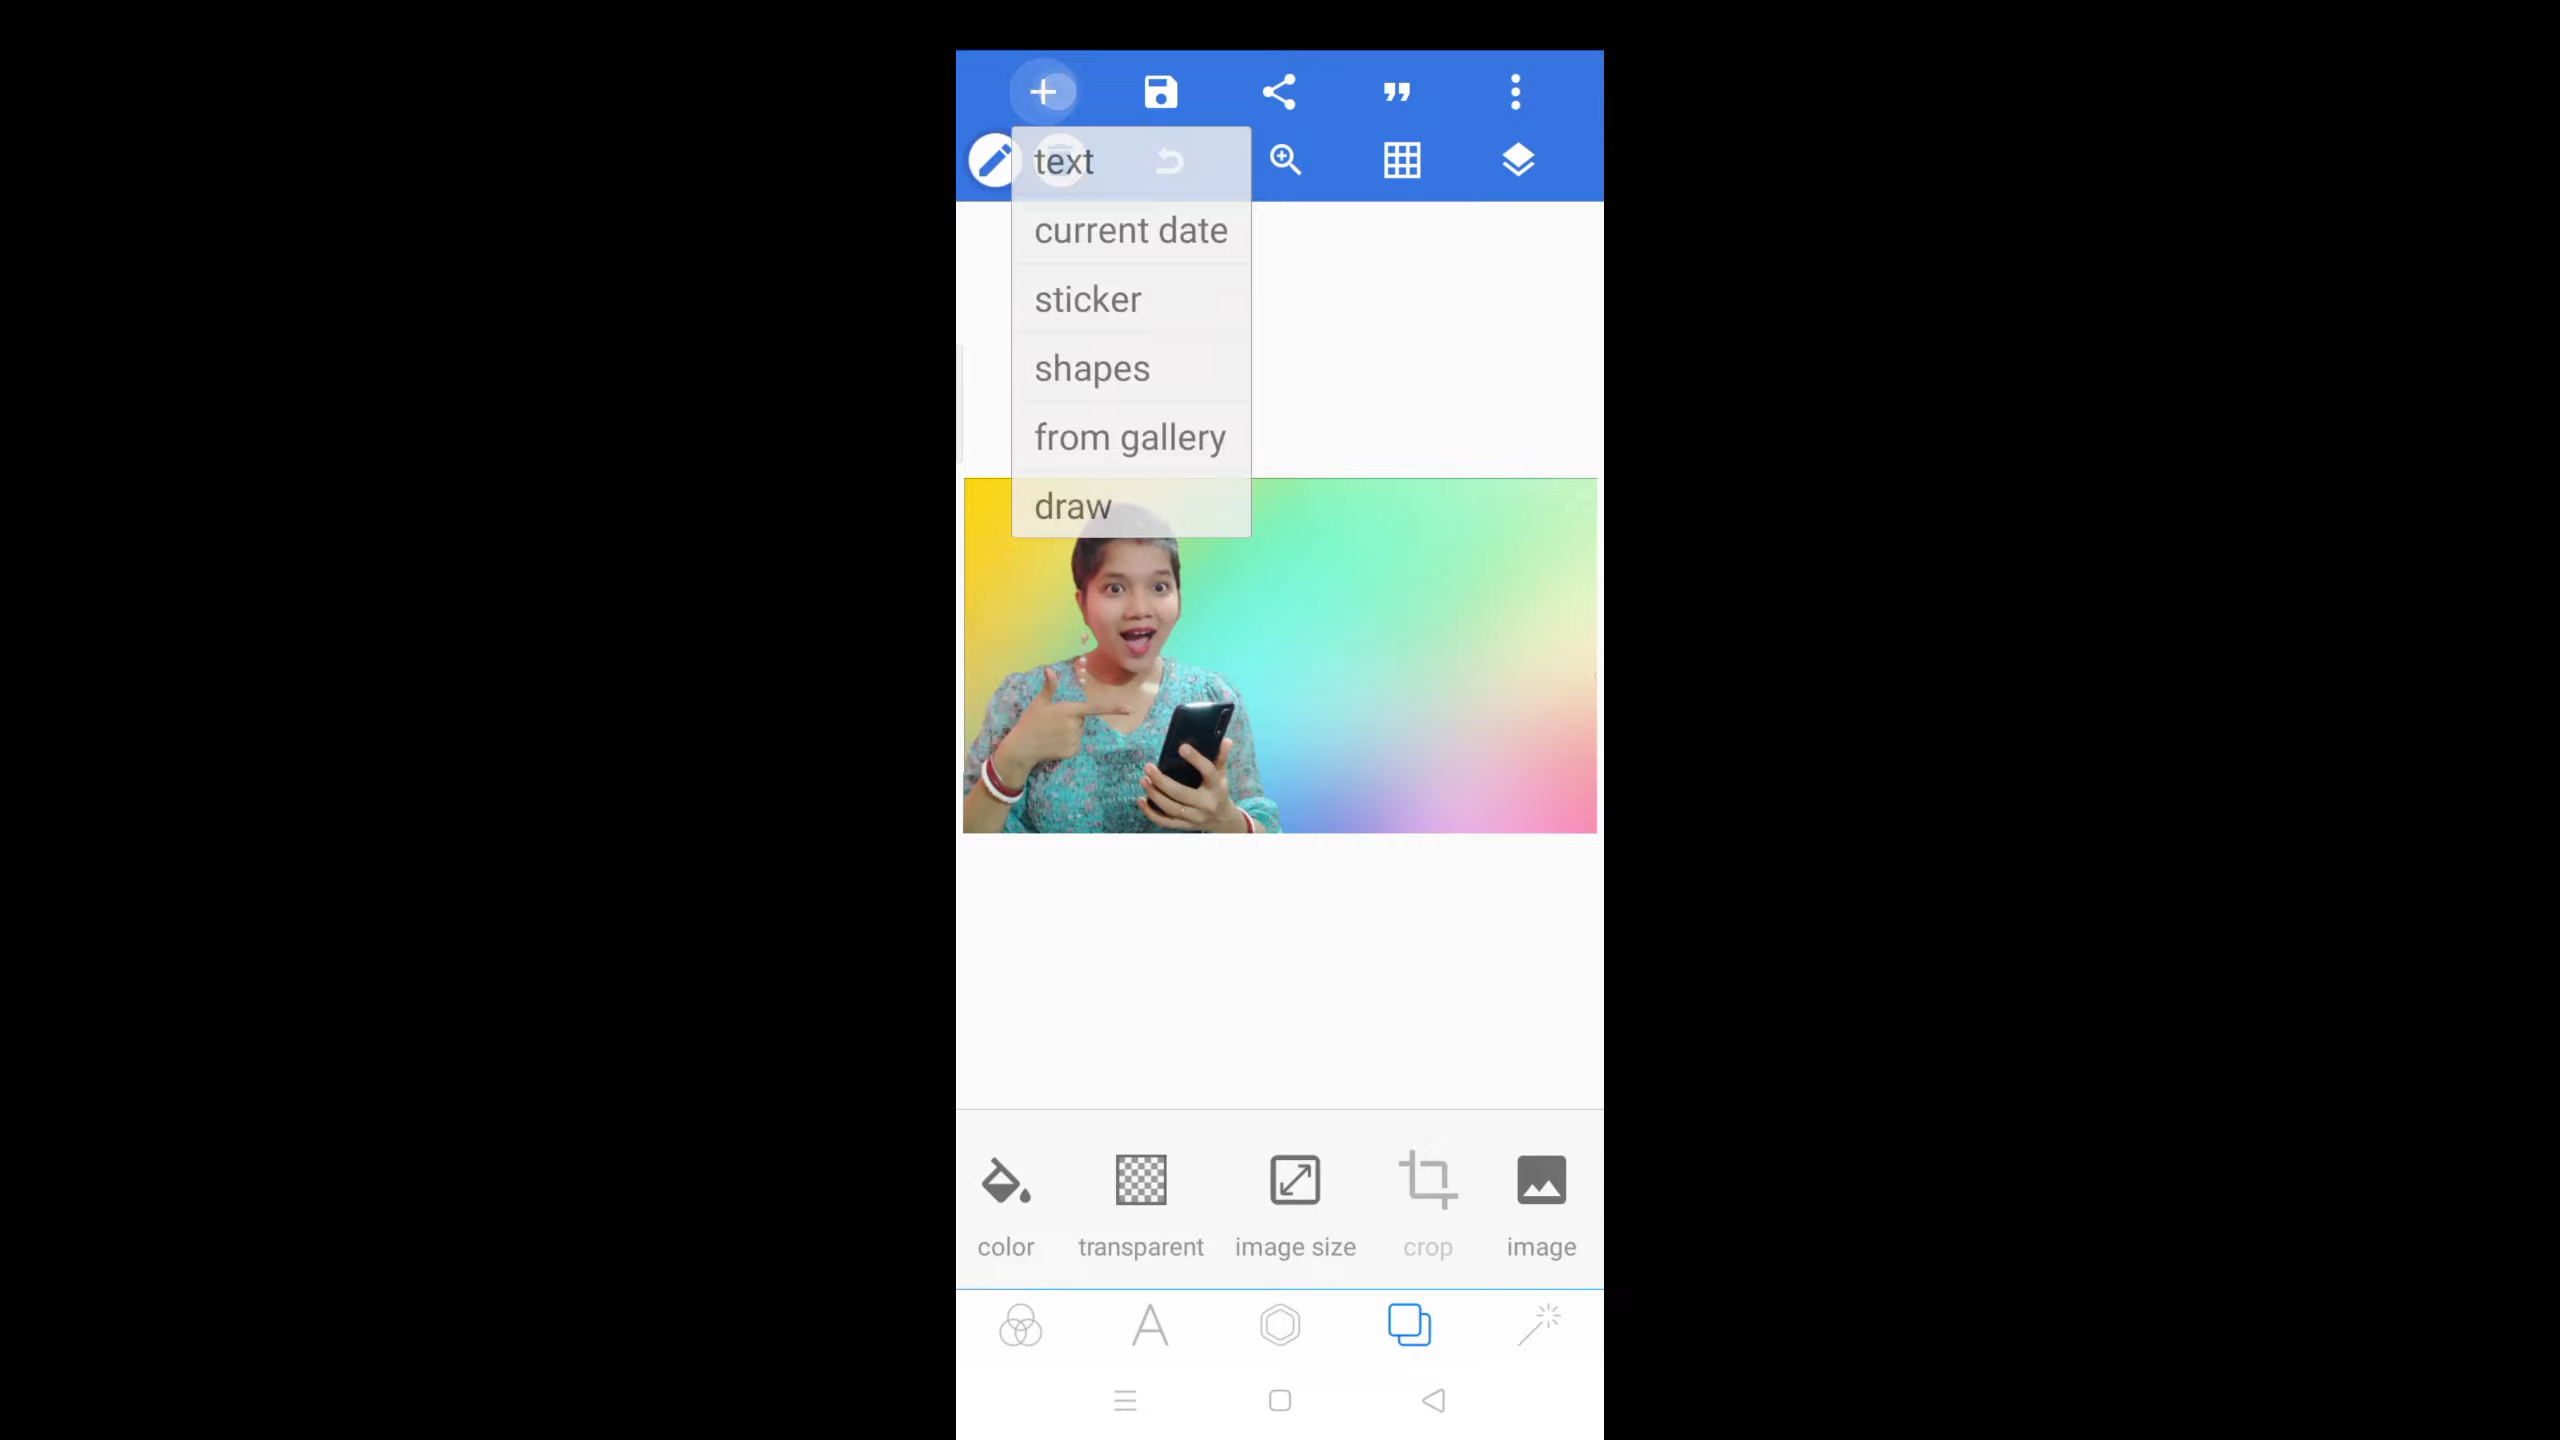 text
current date
sticker
shapes
from gallery
draw
color
transparent
image size
crop
image